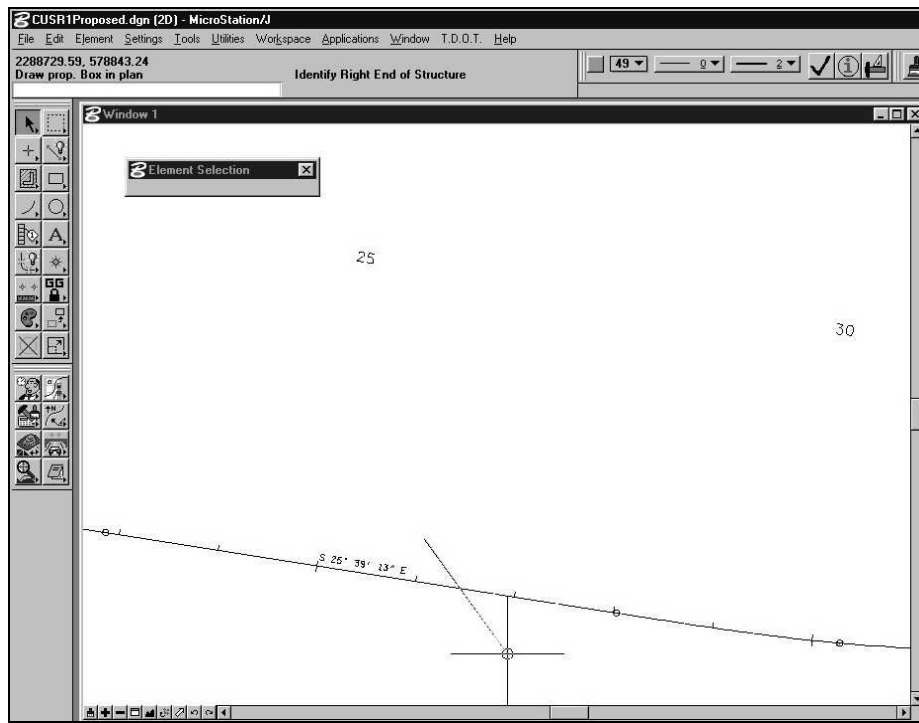 CUSR1Proposed.dgn (2D) - MicroStation/J
File Edit Element Settings Tools Utilities Workspace Applications Window T.D.O.T. Help
2288729.59, 578843.24
Draw prop. Box in plan Identify Right End of Structure
49 0 2
Window 1
Element Selection
25
30
S 26° 39' 13" E
A
GG